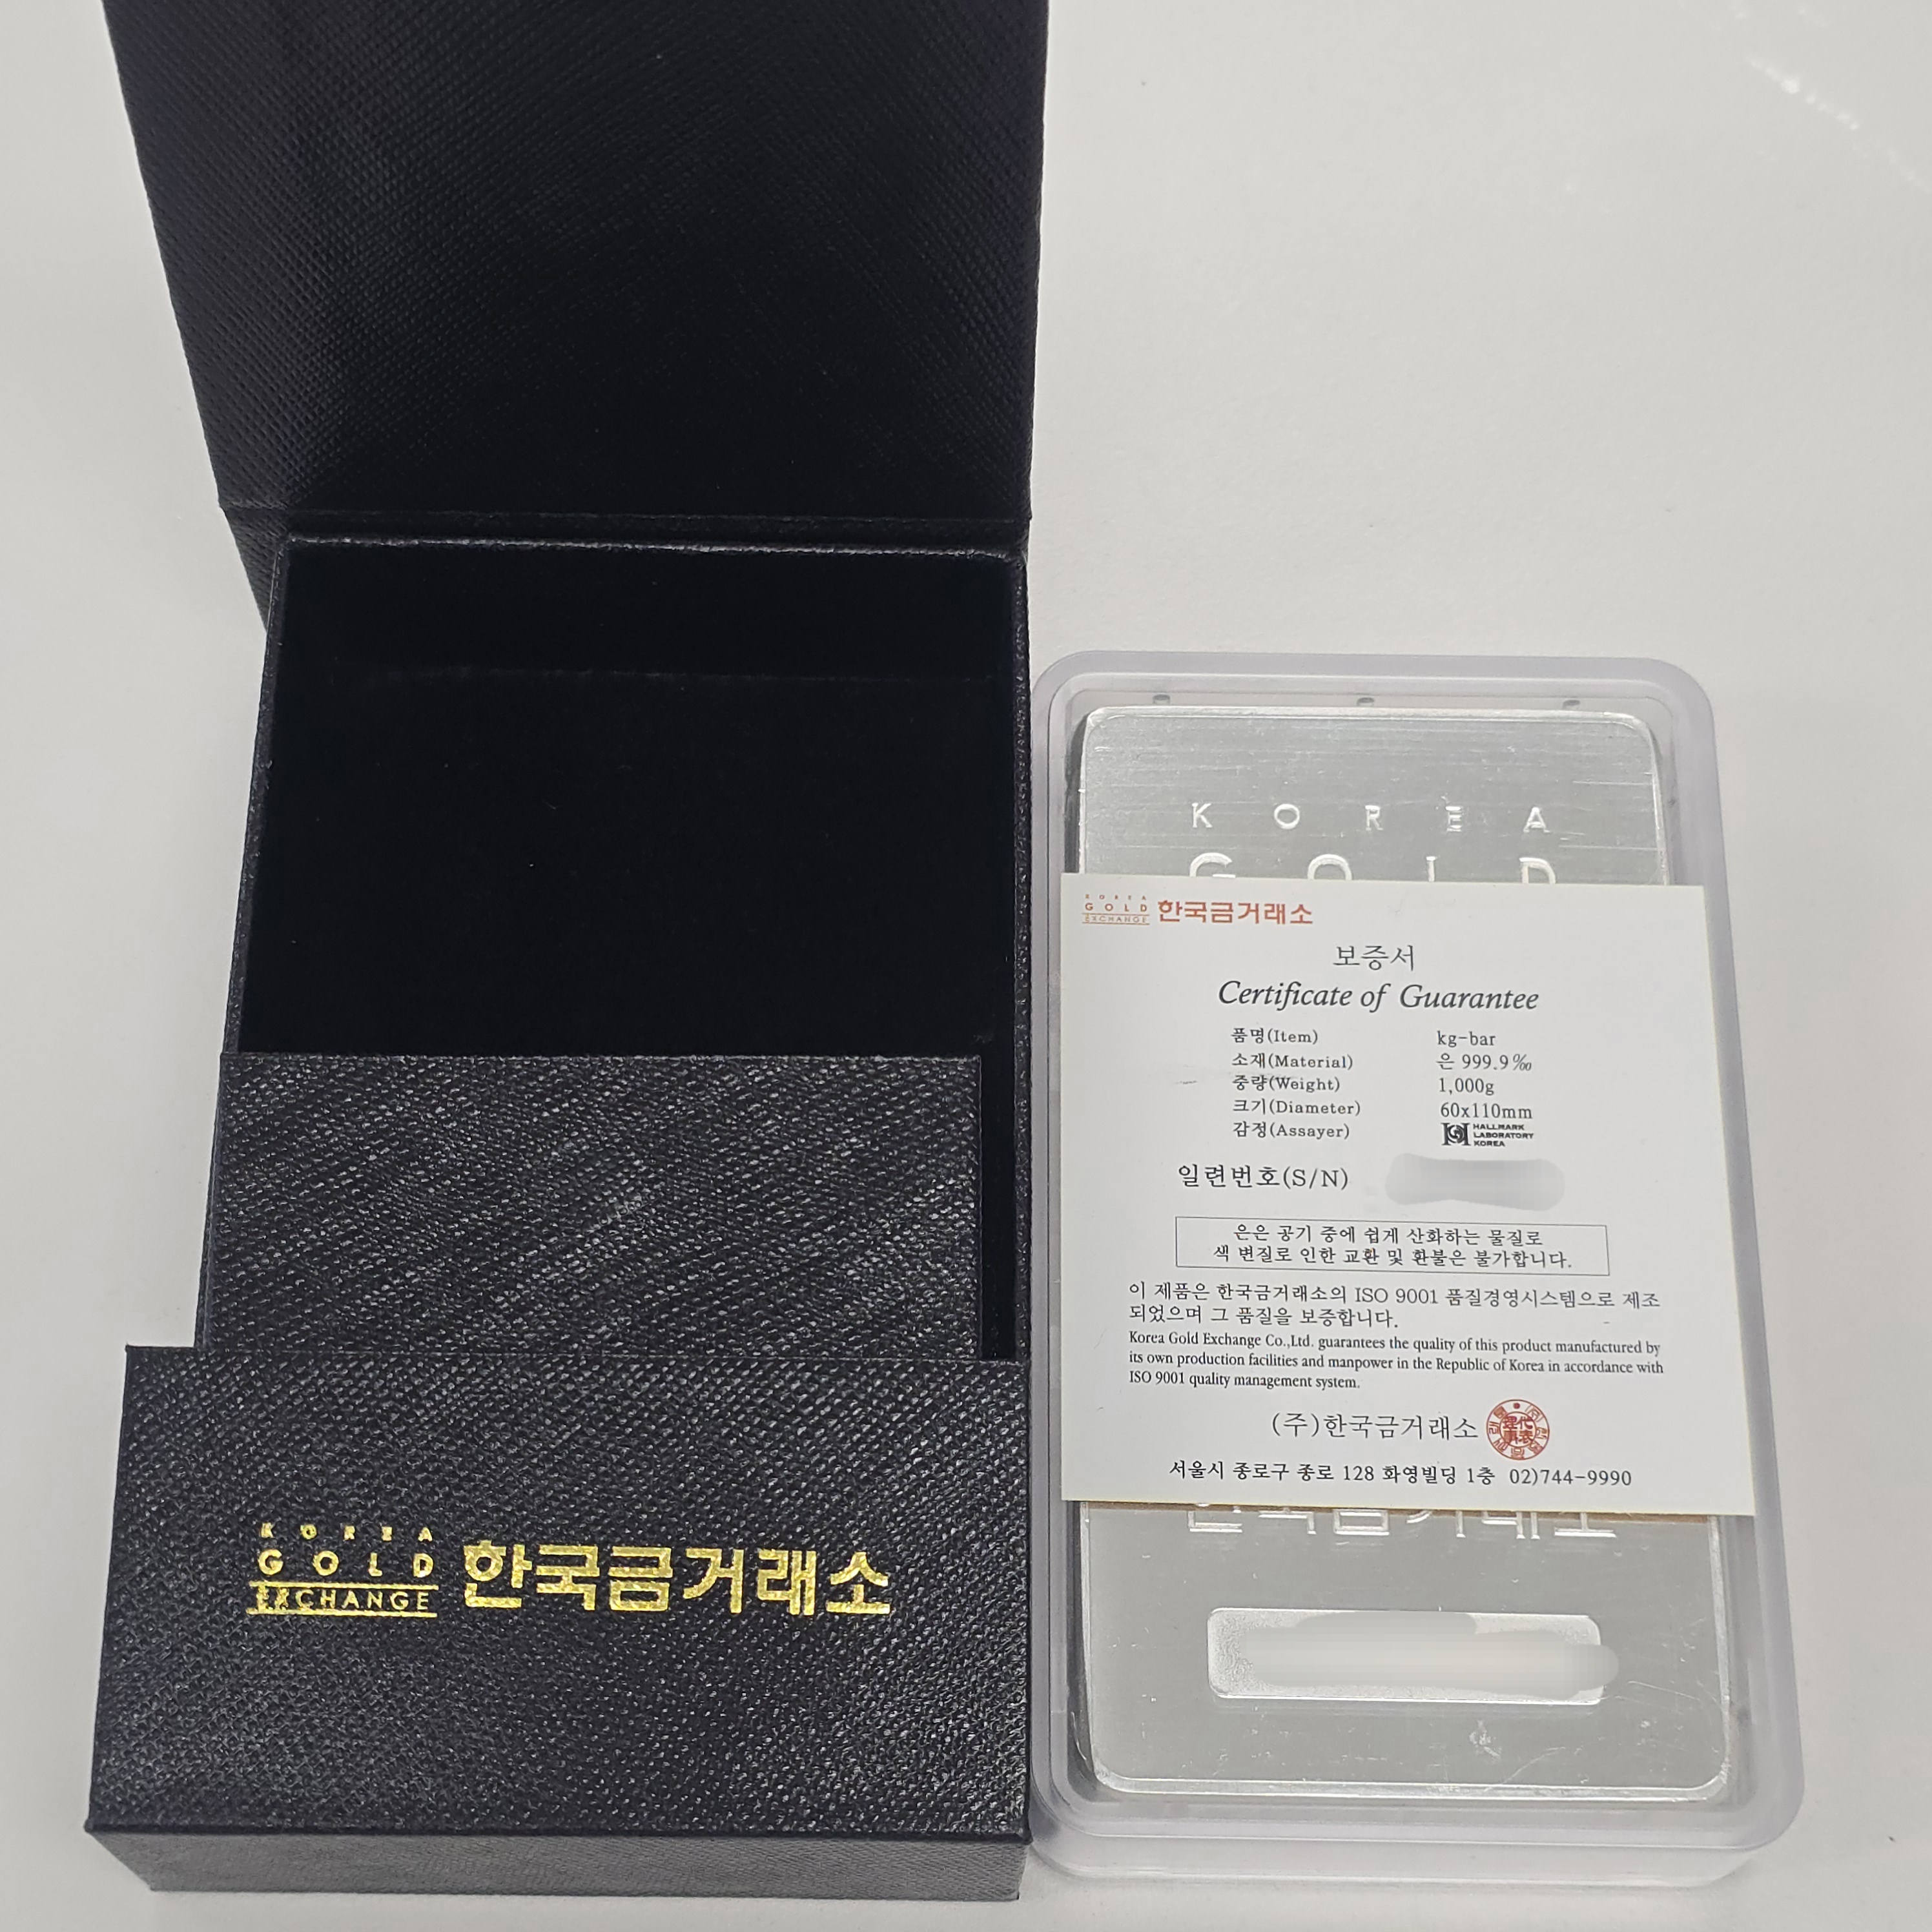 KOREA
GOLD
EXCHANGE
한국금거래소
KOREA
GOLD
KOREA
GOLD
EXCHANGE
한국금거래소
보증서
Certificate of Guarantee
품명(Item) kg-bar
소재(Material) 은 999.9‰
중량(Weight) 1,000g
크기(Diameter) 60x110mm
감정(Assayer) HALLMARK
LABORATORY
KOREA
일련번호(S/N)
은은 공기 중에 쉽게 산화하는 물질로
색 변질로 인한 교환 및 환불은 불가합니다.
이 제품은 한국금거래소의 ISO 9001 품질경영시스템으로 제조
되었으며 그 품질을 보증합니다.
Korea Gold Exchange Co.,Ltd. guarantees the quality of this product manufactured by
its own production facilities and manpower in the Republic of Korea in accordance with
ISO 9001 quality management system.
(주)한국금거래소
서울시 종로구 종로 128 화영빌딩 1층 02)744-9990
한국금거래소